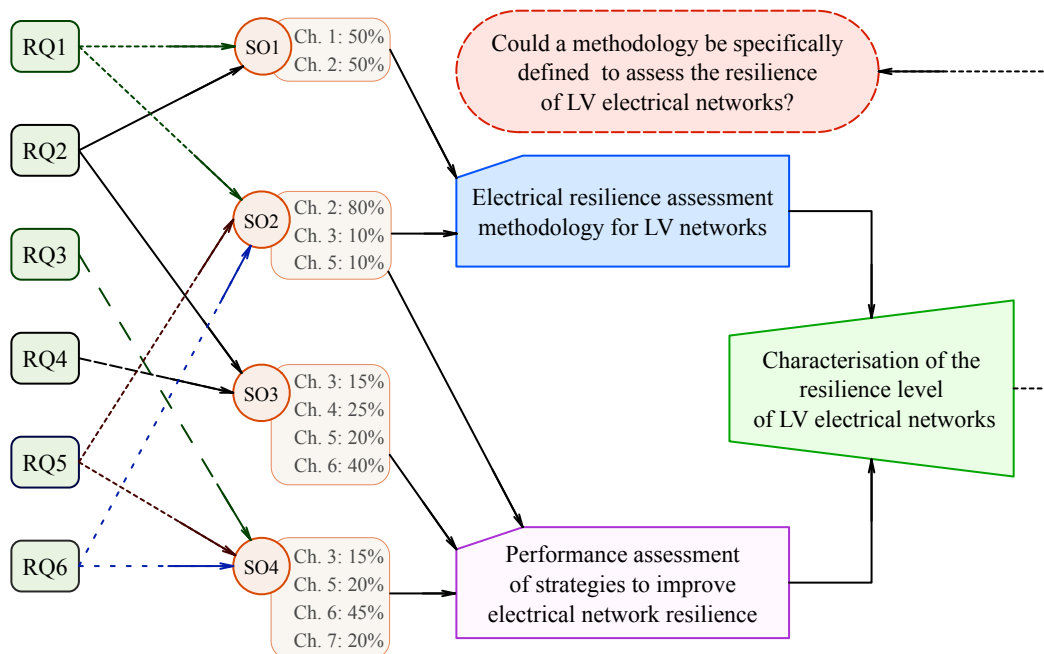 RQ1
RQ2
RQ3
RQ4
RQ5
RQ6
SO1
Ch. 1: 50%
Ch. 2: 50%
SO2
Ch. 2: 80%
Ch. 3: 10%
Ch. 5: 10%
SO3
Ch. 3: 15%
Ch. 4: 25%
Ch. 5: 20%
Ch. 6: 40%
SO4
Ch. 3: 15%
Ch. 5: 20%
Ch. 6: 45%
Ch. 7: 20%
Could a methodology be specifically
defined to assess the resilience
of LV electrical networks?
Electrical resilience assessment
methodology for LV networks
Performance assessment
of strategies to improve
electrical network resilience
Characterisation of the
resilience level
of LV electrical networks